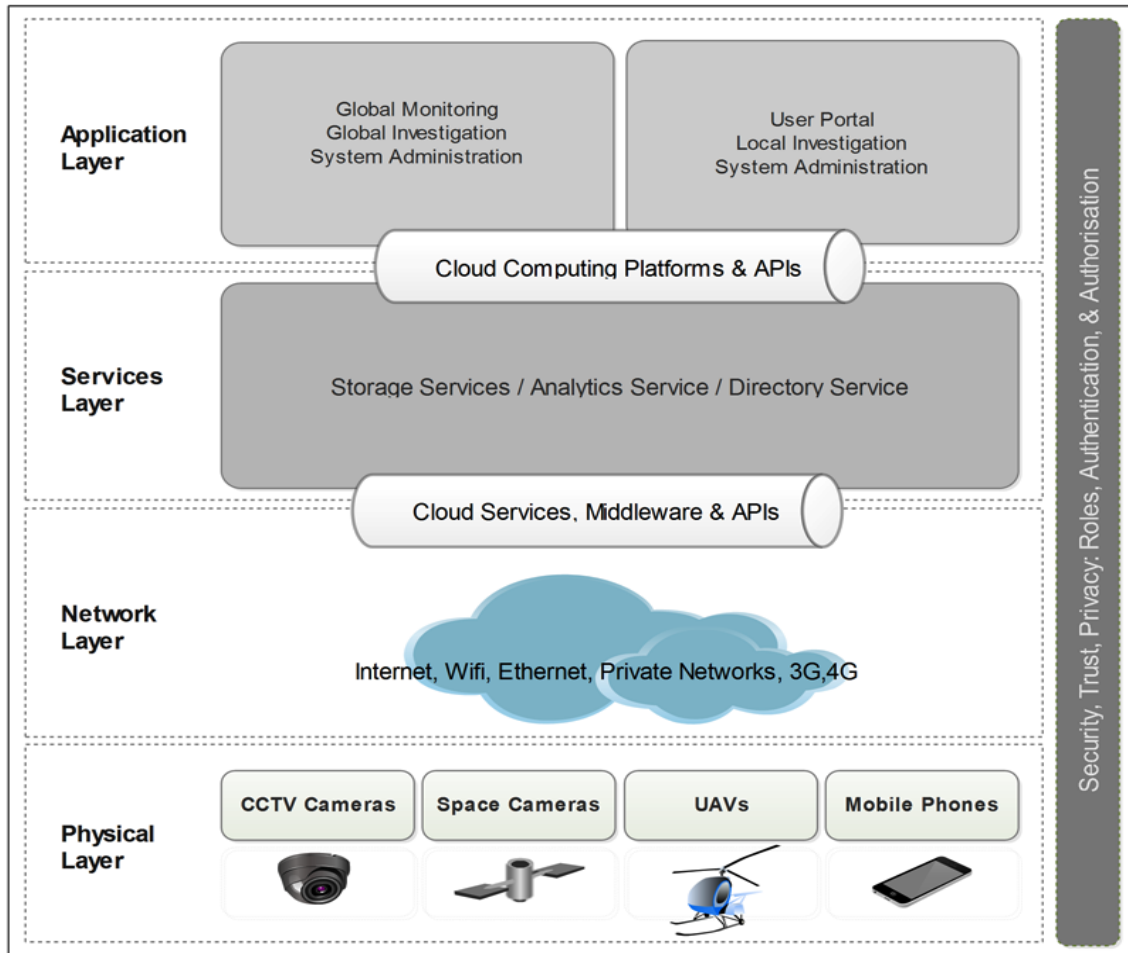 Application
Layer
Global Monitoring
Global Investigation
System Administration
User Portal
Local Investigation
System Administration
Cloud Computing Platforms & APIs
Services
Layer
Storage Services / Analytics Service / Directory Service
Cloud Services, Middleware & APIs
Network
Layer
Internet, Wifi, Ethernet, Private Networks, 3G,4G
Physical
Layer
CCTV Cameras
Space Cameras
UAVs
Mobile Phones
Security, Trust, Privacy: Roles, Authentication, & Authorisation